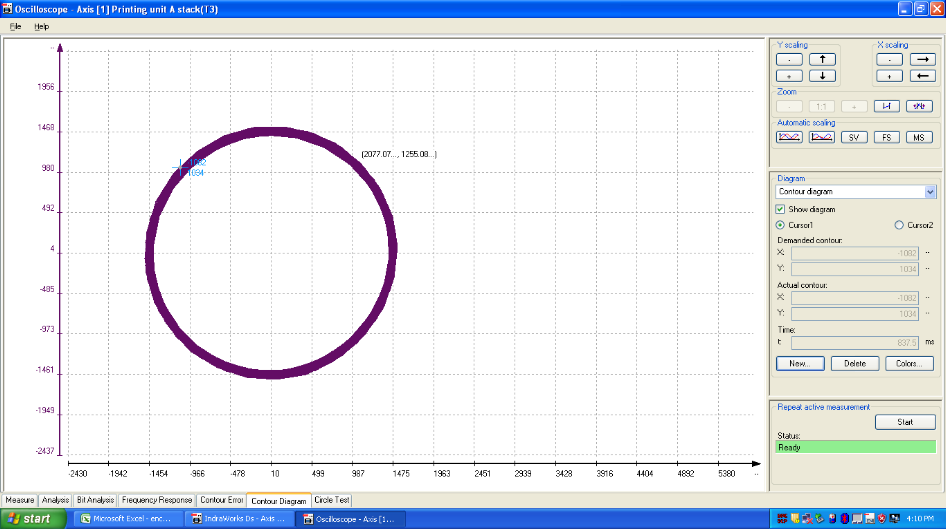 Oscilloscope - Axis [1] Printing unit A stack(T3)
File Help
1956
1468
980
492
4
-485
-973
-1461
-1949
-2437
-1082
1034
(2077.07..., 1255.08...)
-2430 -1942 -1454 -966 -478 10 499 987 1475 1963 2451 2939 3428 3916 4404 4892 5380
Y scaling
X scaling
- ↑ - →
+ ↓ + ←
Zoom
- 1:1 +
Automatic scaling
SV FS MS
Diagram
Contour diagram
Show diagram
Cursor1 Cursor2
Demanded contour:
X: -1082 --
Y: 1034 --
Actual contour:
X: -1082 --
Y: 1034 --
Time:
t: 837.5 ms
New... Delete Colors...
Repeat active measurement
Start
Status:
Ready
Measure Analysis Bit Analysis Frequency Response Contour Error Contour Diagram Circle Test
start Microsoft Excel - enc... IndraWorks Ds - Axis ... Oscilloscope - Axis [1... 4:10 PM